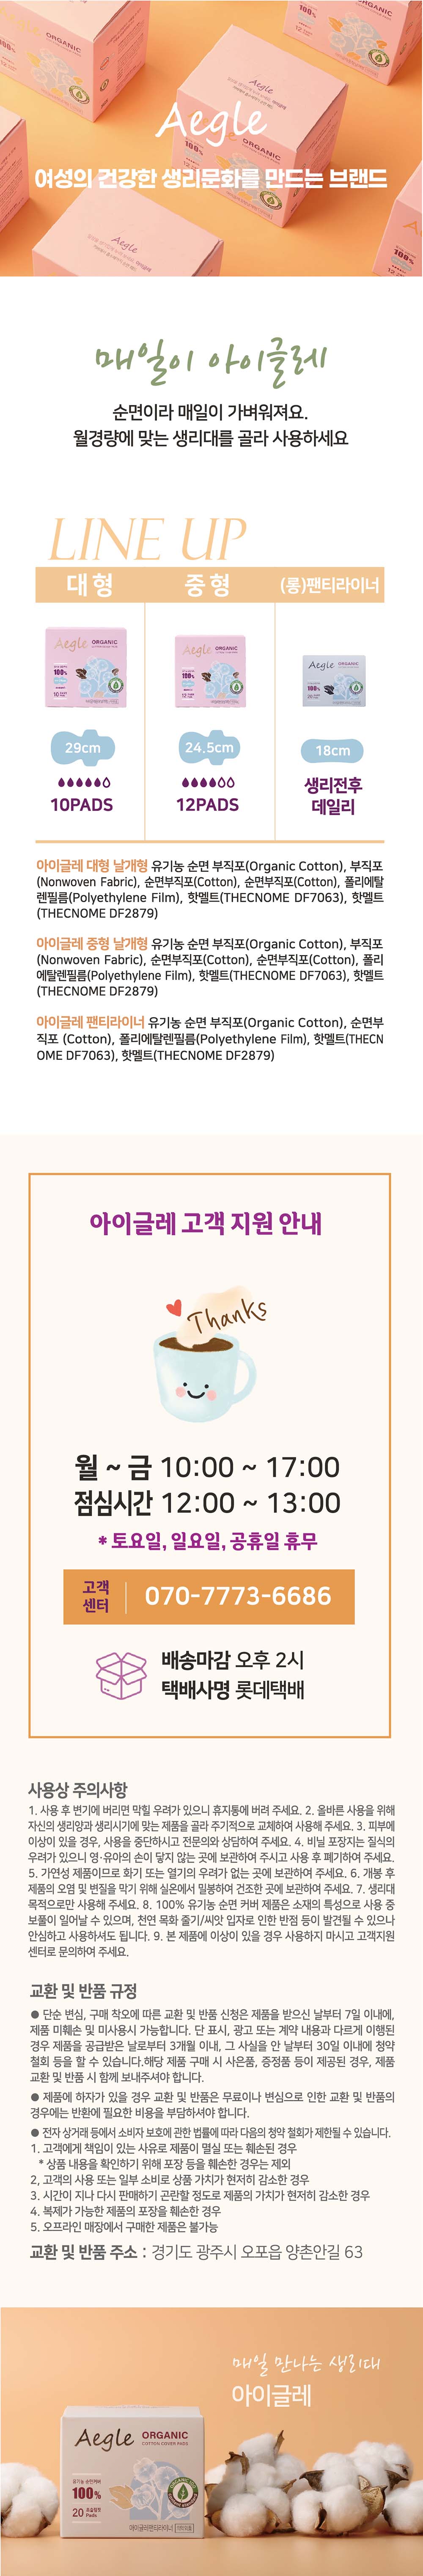 Aegle
여성의 건강한 생리문화를 만드는 브랜드
매일이 아이글레
순면이라 매일이 가벼워져요.
월경량에 맞는 생리대를 골라 사용하세요
LINE UP
대형 중형 (롱)팬티라이너
Aegle ORGANIC 100%
Aegle ORGANIC 100%
Aegle ORGANIC 100%
29cm 24.5cm 18cm
10PADS 12PADS 생리전후
데일리
아이글레 대형 날개형 유기농 순면 부직포(Organic Cotton), 부직포
(Nonwoven Fabric), 순면부직포(Cotton), 순면부직포(Cotton), 폴리에틸
렌필름(Polyethylene Film), 핫멜트(THECNOME DF7063), 핫멜트
(THECNOME DF2879)
아이글레 중형 날개형 유기농 순면 부직포(Organic Cotton), 부직포
(Nonwoven Fabric), 순면부직포(Cotton), 순면부직포(Cotton), 폴리
에탈렌필름(Polyethylene Film), 핫멜트(THECNOME DF7063), 핫멜트
(THECNOME DF2879)
아이글레 팬티라이너 유기농 순면 부직포(Organic Cotton), 순면부
직포 (Cotton), 폴리에탈렌필름(Polyethylene Film), 핫멜트(THECN
OME DF7063), 핫멜트(THECNOME DF2879)
아이글레 고객 지원 안내
Thanks
월 ~ 금 10:00 ~ 17:00
점심시간 12:00 ~ 13:00
* 토요일, 일요일, 공휴일 휴무
고객
센터 070-7773-6686
배송마감 오후 2시
택배사명 롯데택배
사용상 주의사항
1. 사용 후 변기에 버리면 막힐 우려가 있으니 휴지통에 버려 주세요. 2. 올바른 사용을 위해
자신의 생리양과 생리시기에 맞는 제품을 골라 주기적으로 교체하여 사용해 주세요. 3. 피부에
이상이 있을 경우, 사용을 중단하시고 전문의와 상담하여 주세요. 4. 비닐 포장지는 질식의
우려가 있으니 영·유아의 손이 닿지 않는 곳에 보관하여 주시고 사용 후 폐기하여 주세요.
5. 가연성 제품이므로 화기 또는 열기의 우려가 없는 곳에 보관하여 주세요. 6. 개봉 후
제품의 오염 및 변질을 막기 위해 실온에서 밀봉하여 건조한 곳에 보관하여 주세요. 7. 생리대
목적으로만 사용해 주세요. 8. 100% 유기농 순면 커버 제품은 소재의 특성으로 사용 중
보풀이 일어날 수 있으며, 천연 목화 줄기/씨앗 입자로 인한 반점 등이 발견될 수 있으나
안심하고 사용하셔도 됩니다. 9. 본 제품에 이상이 있을 경우 사용하지 마시고 고객지원
센터로 문의하여 주세요.
교환 및 반품 규정
● 단순 변심, 구매 착오에 따른 교환 및 반품 신청은 제품을 받으신 날부터 7일 이내에,
제품 미훼손 및 미사용시 가능합니다. 단 표시, 광고 또는 계약 내용과 다르게 이행된
경우 제품을 공급받은 날로부터 3개월 이내, 그 사실을 안 날부터 30일 이내에 청약
철회 등을 할 수 있습니다.해당 제품 구매 시 사은품, 증정품 등이 제공된 경우, 제품
교환 및 반품 시 함께 보내주셔야 합니다.
● 제품에 하자가 있을 경우 교환 및 반품은 무료이나 변심으로 인한 교환 및 반품의
경우에는 반환에 필요한 비용을 부담하셔야 합니다.
● 전자 상거래 등에서 소비자 보호에 관한 법률에 따라 다음의 청약 철회가 제한될 수 있습니다.
1. 고객에게 책임이 있는 사유로 제품이 멸실 또는 훼손된 경우
* 상품 내용을 확인하기 위해 포장 등을 훼손한 경우는 제외
2, 고객의 사용 또는 일부 소비로 상품 가치가 현저히 감소한 경우
3. 시간이 지나 다시 판매하기 곤란할 정도로 제품의 가치가 현저히 감소한 경우
4. 복제가 가능한 제품의 포장을 훼손한 경우
5. 오프라인 매장에서 구매한 제품은 불가능
교환 및 반품 주소 : 경기도 광주시 오포읍 양촌안길 63
매일 만나는 생리대
아이글레
Aegle ORGANIC
COTTON COVER PADS
유기농 순면커버
100%
20 Pads
아이글레팬티라이너